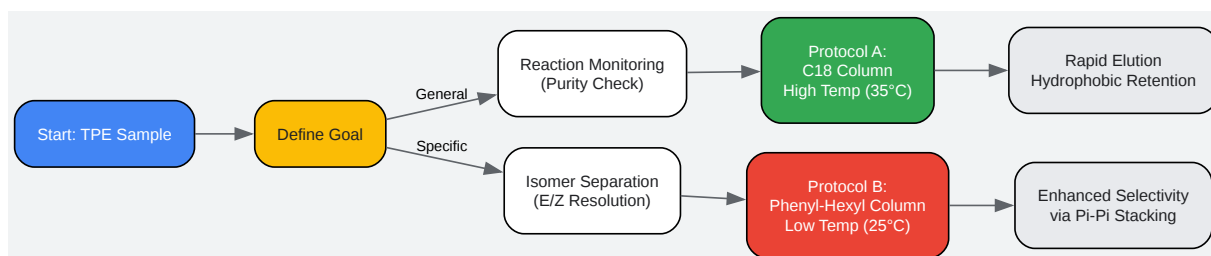 Start: TPE Sample
Define Goal
General
Reaction Monitoring
(Purity Check)
Protocol A:
C18 Column
High Temp (35°C)
Rapid Elution
Hydrophobic Retention
Specific
Isomer Separation
(E/Z Resolution)
Protocol B:
Phenyl-Hexyl Column
Low Temp (25°C)
Enhanced Selectivity
via Pi-Pi Stacking